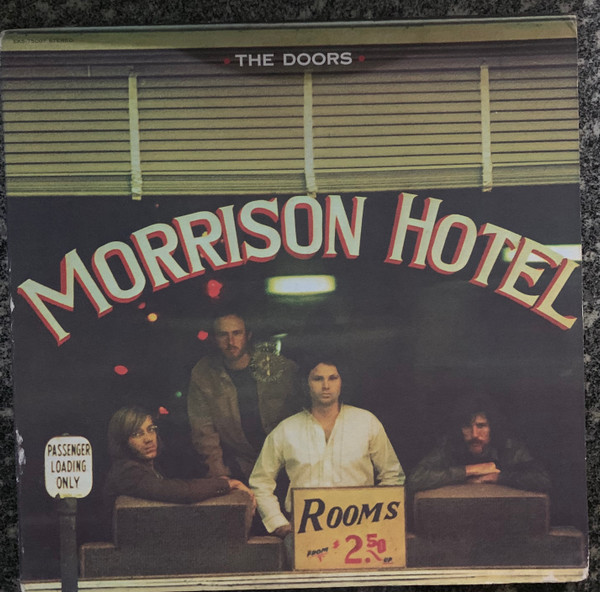 • THE DOORS •
MORRISON HOTEL
PASSENGER
LOADING
ONLY
ROOMS
FROM $2.50 UP